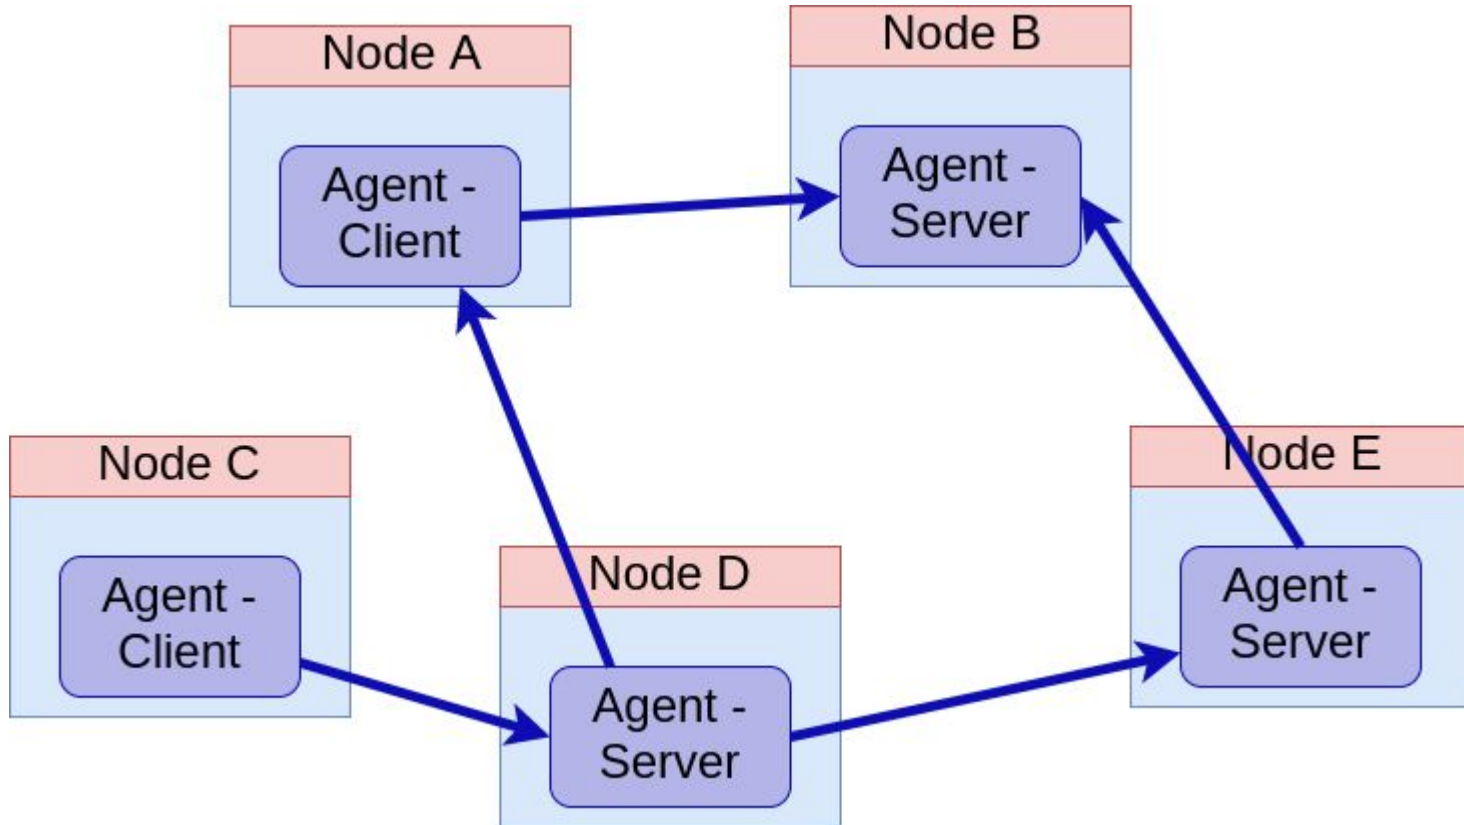 Node A
Agent -
Client
Node B
Agent -
Server
Node C
Agent -
Client
Node D
Agent -
Server
Node E
Agent -
Server